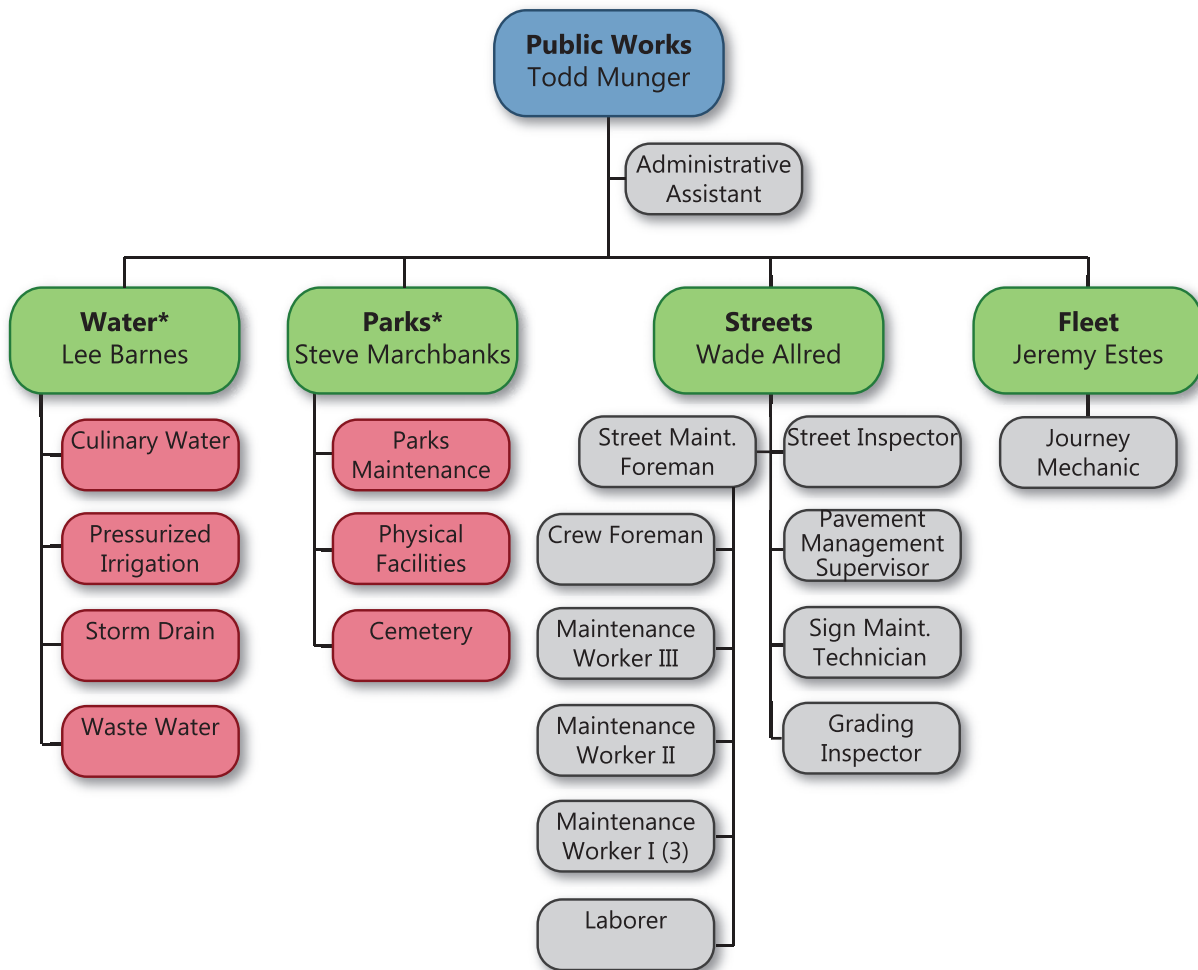 Public Works
Todd Munger
Administrative
Assistant
Water*
Lee Barnes
Parks*
Steve Marchbanks
Streets
Wade Allred
Fleet
Jeremy Estes
Culinary Water
Pressurized
Irrigation
Storm Drain
Waste Water
Parks
Maintenance
Physical
Facilities
Cemetery
Street Maint.
Foreman
Crew Foreman
Maintenance
Worker III
Maintenance
Worker II
Maintenance
Worker I (3)
Laborer
Street Inspector
Pavement
Management
Supervisor
Sign Maint.
Technician
Grading
Inspector
Journey
Mechanic